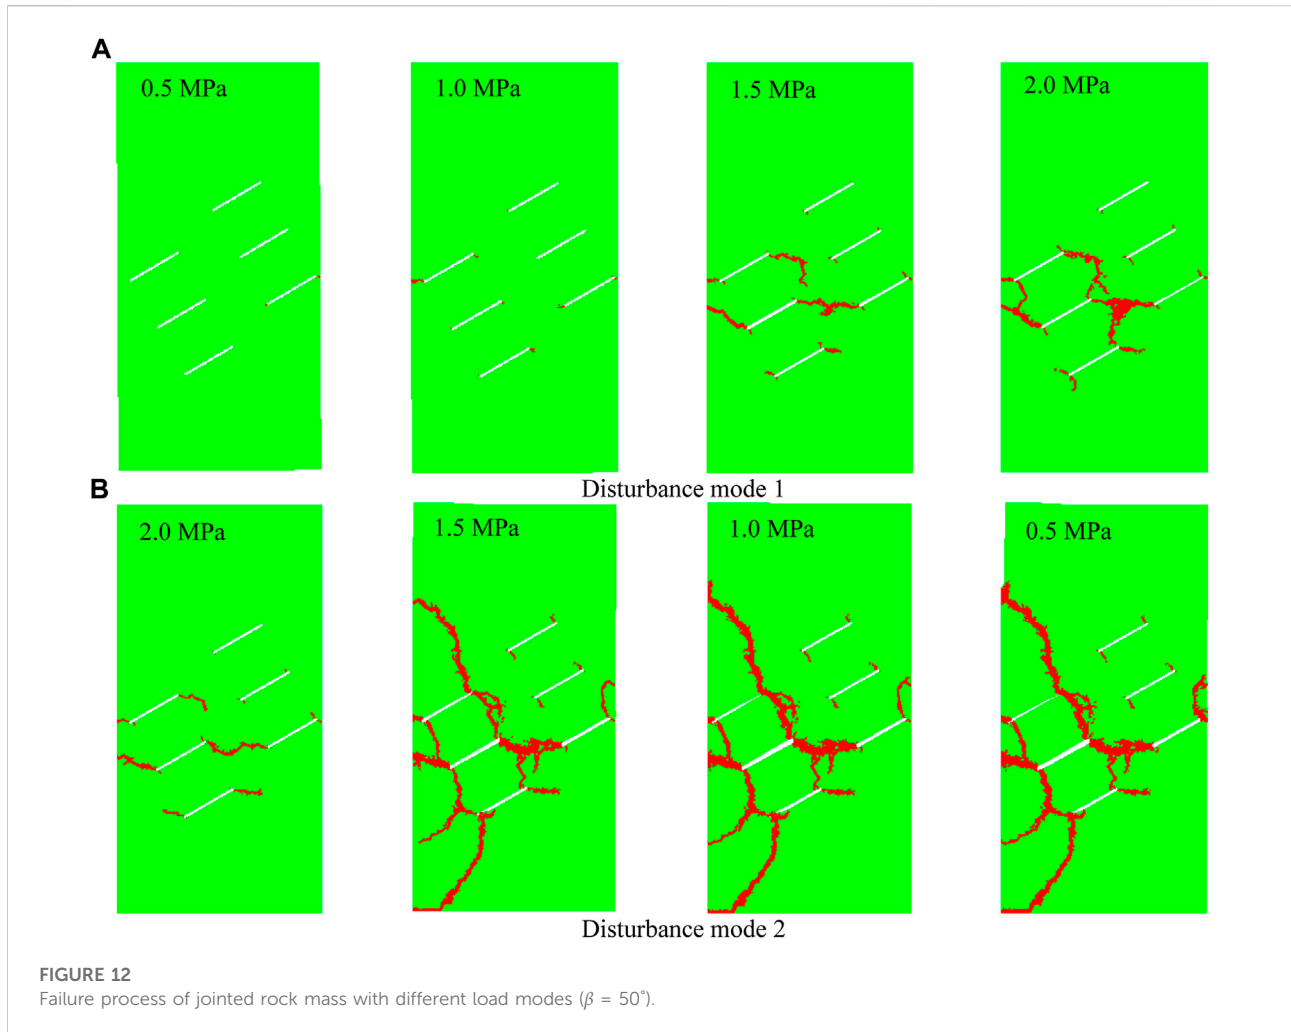 A
0.5 MPa
1.0 MPa
1.5 MPa
2.0 MPa
Disturbance mode 1
B
2.0 MPa
1.5 MPa
1.0 MPa
0.5 MPa
Disturbance mode 2
FIGURE 12
Failure process of jointed rock mass with different load modes (β = 50°).